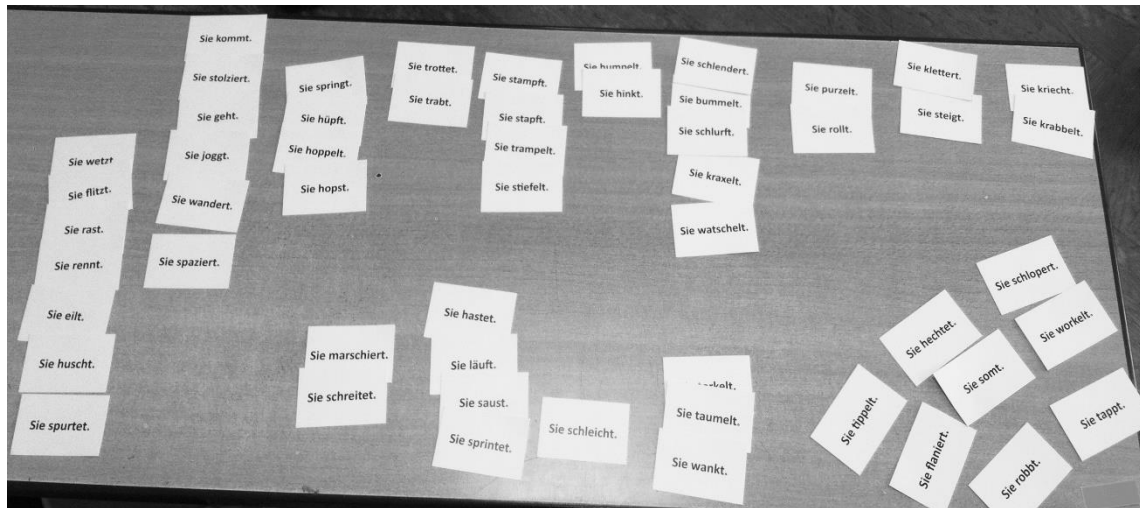 Sie wetzt.
Sie flitzt.
Sie rast.
Sie rennt.
Sie eilt.
Sie huscht.
Sie spurtet.
Sie kommt.
Sie stolziert.
Sie geht.
Sie joggt.
Sie wandert.
Sie spaziert.
Sie springt.
Sie hüpft.
Sie hoppelt.
Sie hopst.
Sie marschiert.
Sie schreitet.
Sie trottet.
Sie trabt.
Sie hastet.
Sie läuft.
Sie saust.
Sie sprintet.
Sie stampft.
Sie stapft.
Sie trampelt.
Sie stiefelt.
Sie schleicht.
Sie humpelt.
Sie hinkt.
Sie schlendert.
Sie bummelt.
Sie schlurft.
Sie kraxelt.
Sie watschelt.
Sie taumelt.
Sie wankt.
Sie purzelt.
Sie rollt.
Sie klettert.
Sie steigt.
Sie kriecht.
Sie krabbelt.
Sie schlopert.
Sie workelt.
Sie hechtet.
Sie somt.
Sie tippelt.
Sie flaniert.
Sie robbt.
Sie tappt.